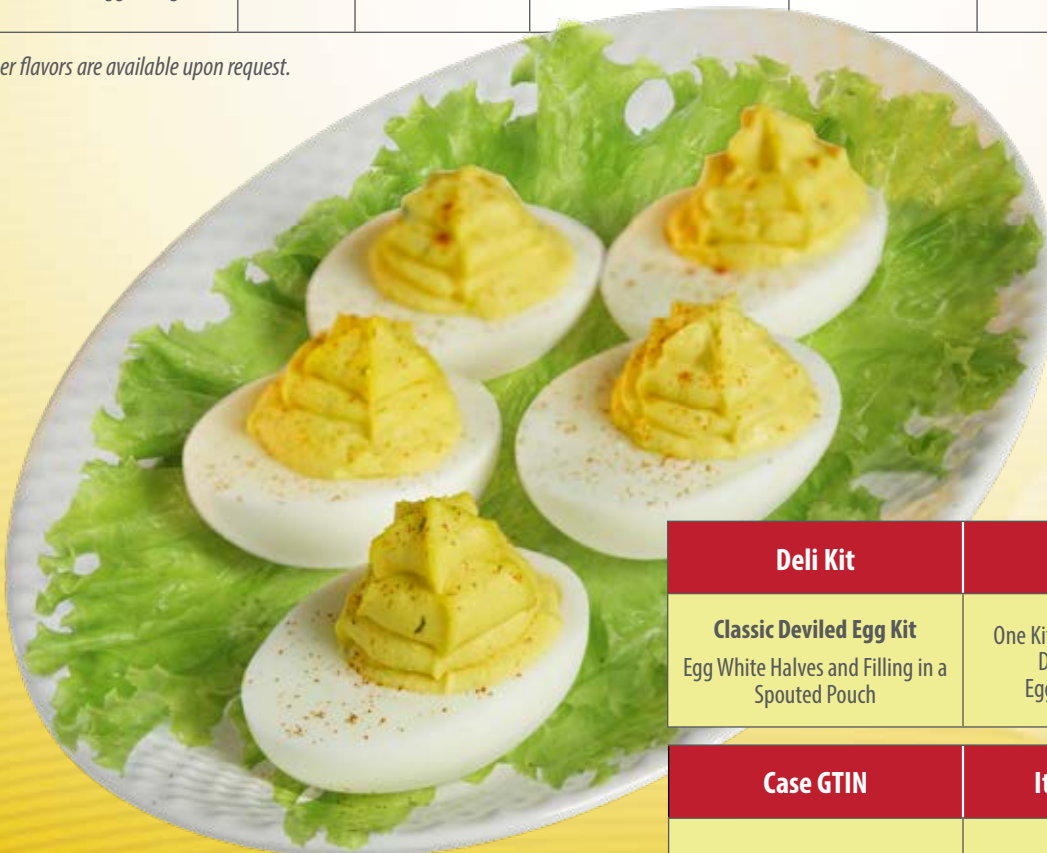 er flavors are available upon request.
Deli Kit
Classic Deviled Egg Kit
One Ki
Egg White Halves and Filling in a
D
Spouted Pouch
Eg
Case GTIN
It